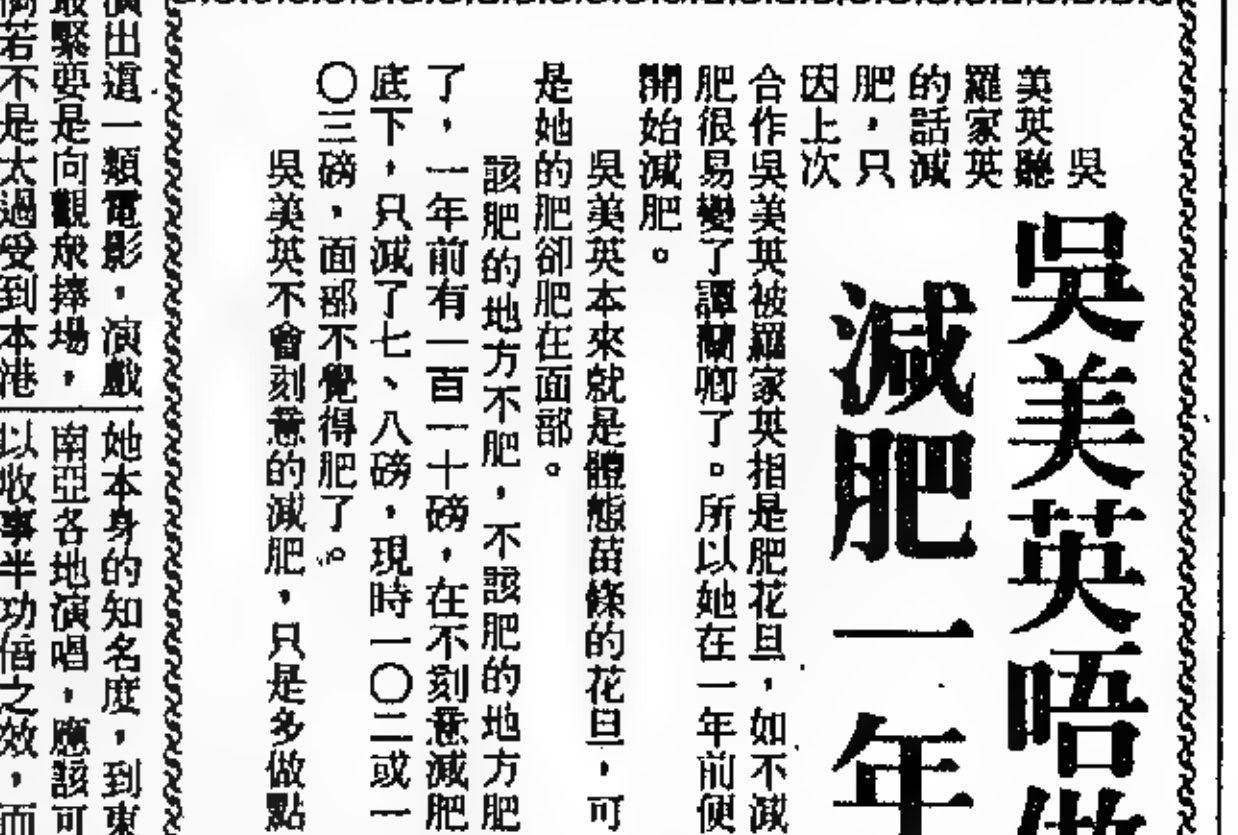 吳美英唔做
減肥一年
吳
美英聽
羅家英
的話減
肥，只
因上次
合作吳美英被羅家英指是肥花旦，如不減
肥很易變了譚蘭卿了。所以她在一年前便
開始減肥。
吳美英本來就是體態苗條的花旦，可
是她的肥卻肥在面部。
該肥的地方不肥，不該肥的地方肥
了，一年前有一百一十磅，在不刻意減肥
底下，只減了七、八磅，現時一〇二或一
〇三磅，面部不覺得肥了。
吳美英不會刻意的減肥，只是多做點
演出這一類電影，演戲
最緊要是向觀衆捧場，
倘若不是太過受到本港
她本身的知名度，到東
南亞各地演唱，應該可
以收事半功倍之效，而